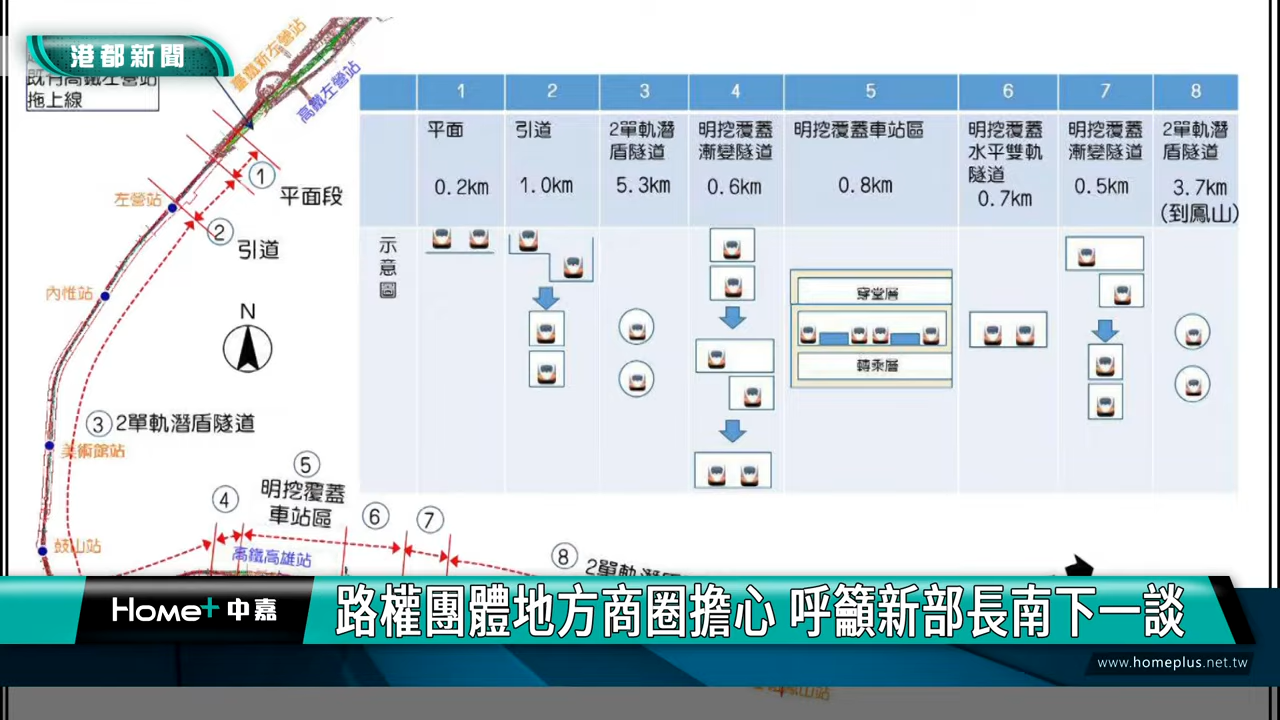 港都新聞
既有高鐵左營站
拖上線
臺鐵新左營站
高鐵左營站
1 2 3 4 5 6 7 8
平面
0.2km
引道
1.0km
2單軌潛
盾隧道
5.3km
明挖覆蓋
漸變隧道
0.6km
明挖覆蓋車站區
0.8km
明挖覆蓋
水平雙軌
隧道
0.7km
明挖覆蓋
漸變隧道
0.5km
2單軌潛
盾隧道
3.7km
(到鳳山)
示意圖
穿堂層
轉乘層
① 平面段
左營站
② 引道
內惟站
N
③ 2單軌潛盾隧道
美術館站
⑤
明挖覆蓋
車站區
④
⑥
⑦
鼓山站
高鐵高雄站
⑧ 2單軌潛盾
Home+中嘉
路權團體地方商圈擔心 呼籲新部長南下一談
www.homeplus.net.tw